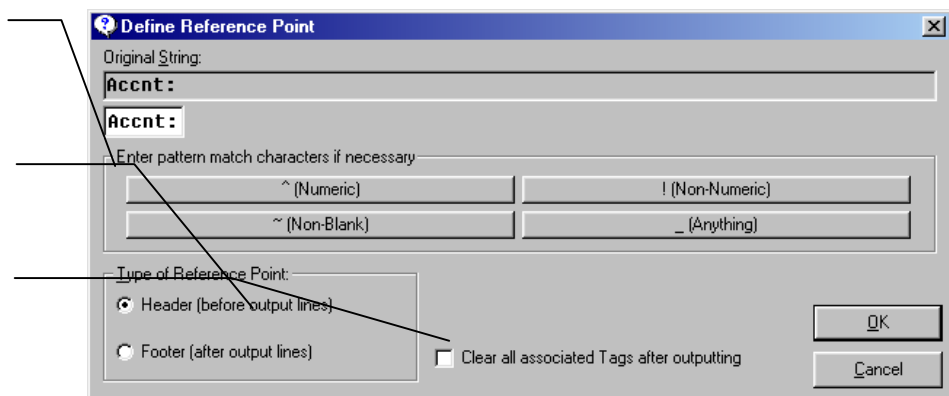 Define Reference Point
Original String:
Accnt:
Accnt:
Enter pattern match characters if necessary
^ (Numeric)
! (Non-Numeric)
~ (Non-Blank)
_ (Anything)
Type of Reference Point:
Header (before output lines)
Footer (after output lines)
Clear all associated Tags after outputting
OK
Cancel